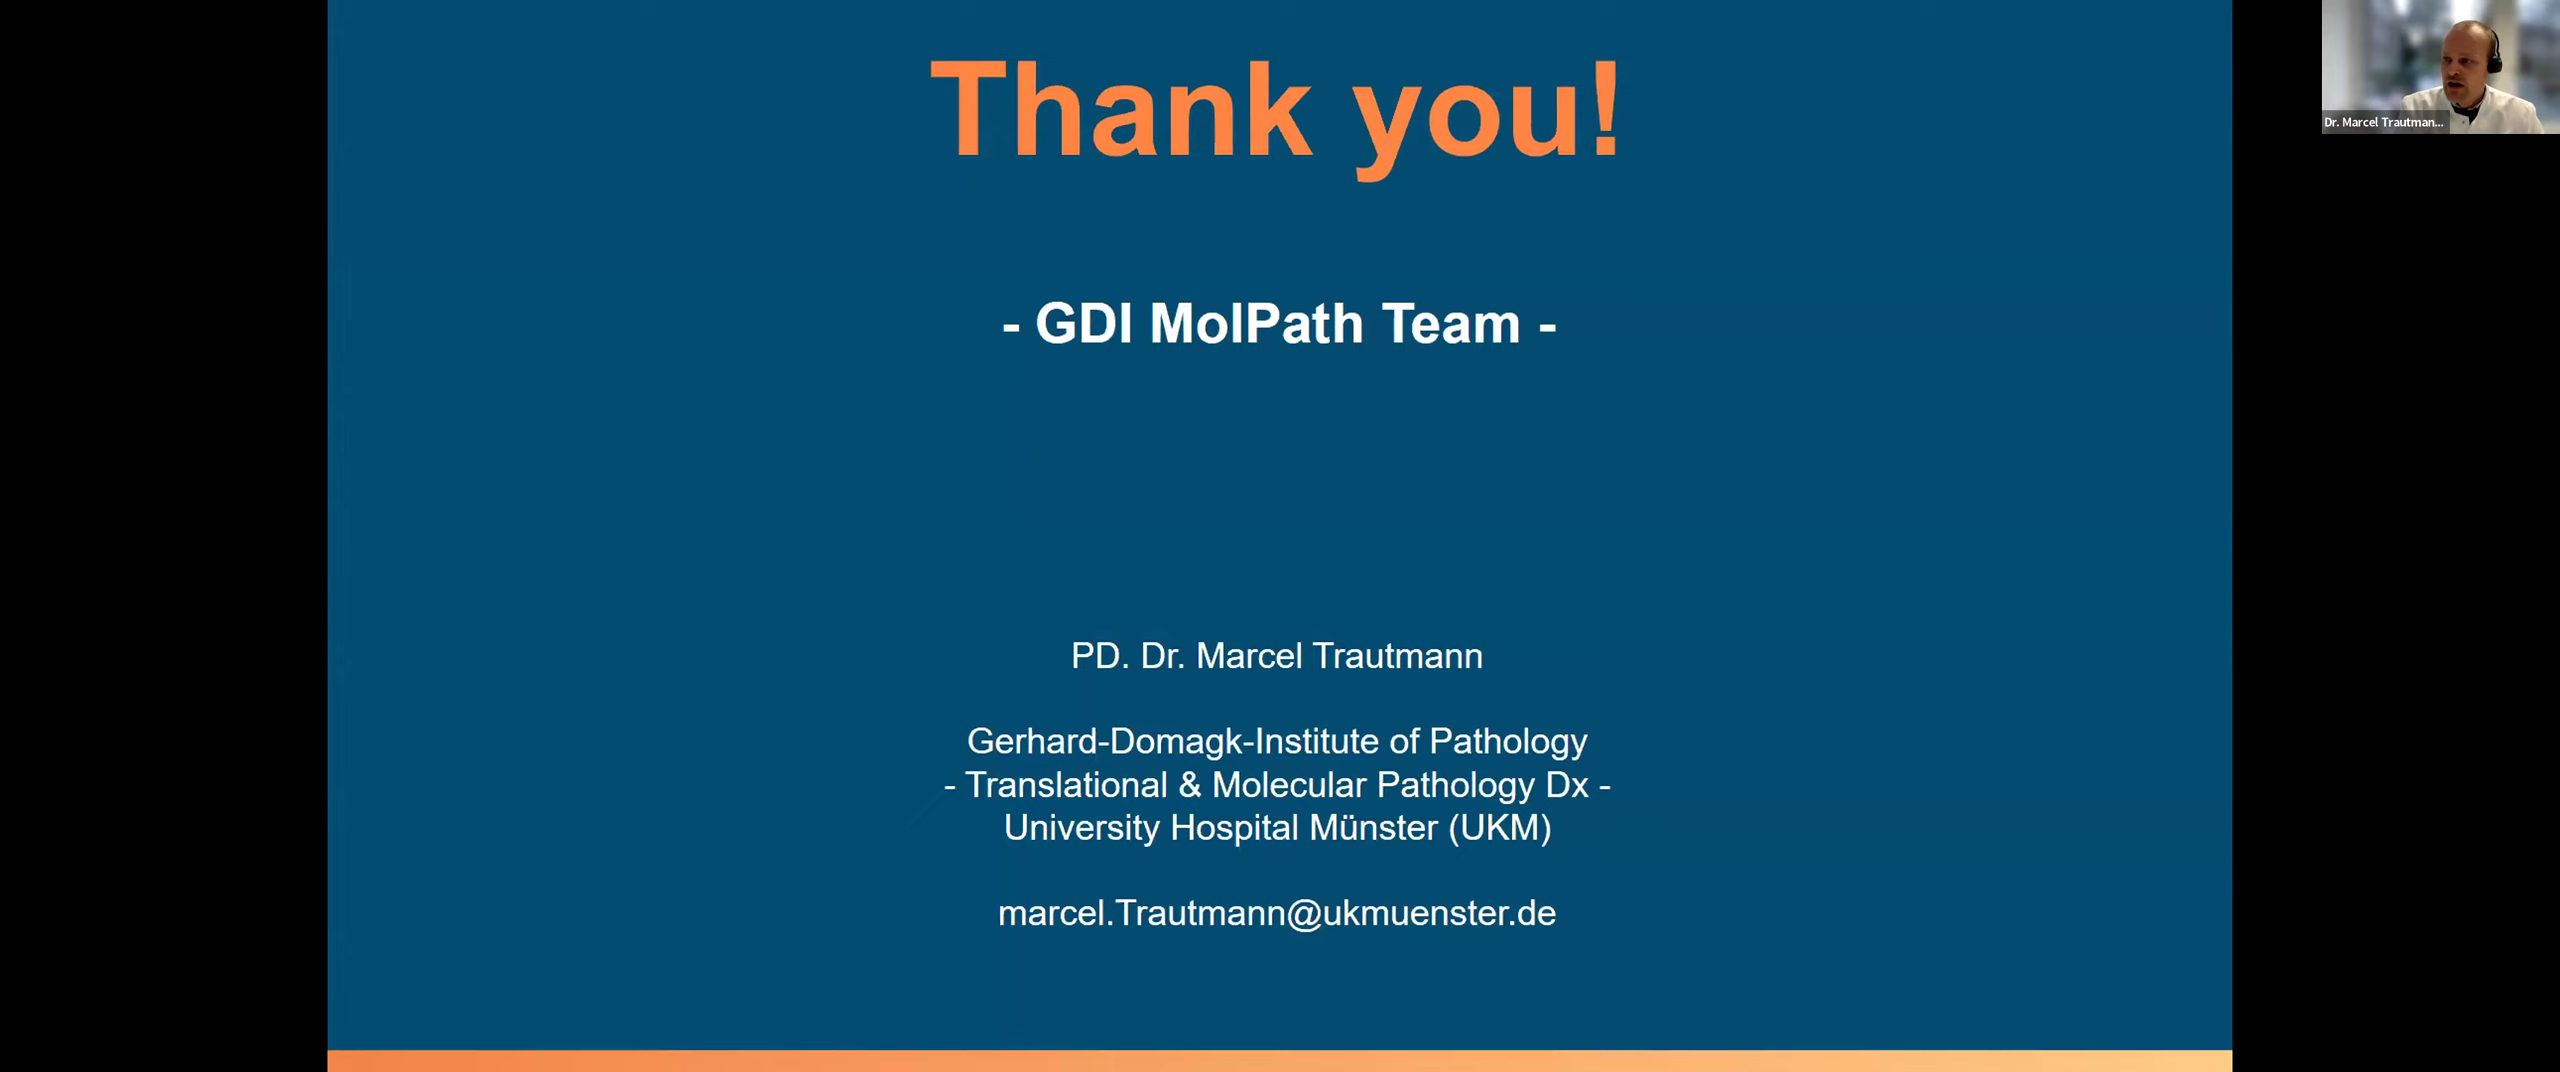 Thank you!
- GDI MolPath Team -
PD. Dr. Marcel Trautmann
Gerhard-Domagk-Institute of Pathology
- Translational & Molecular Pathology Dx -
University Hospital Münster (UKM)
marcel.Trautmann@ukmuenster.de
Dr. Marcel Trautman...